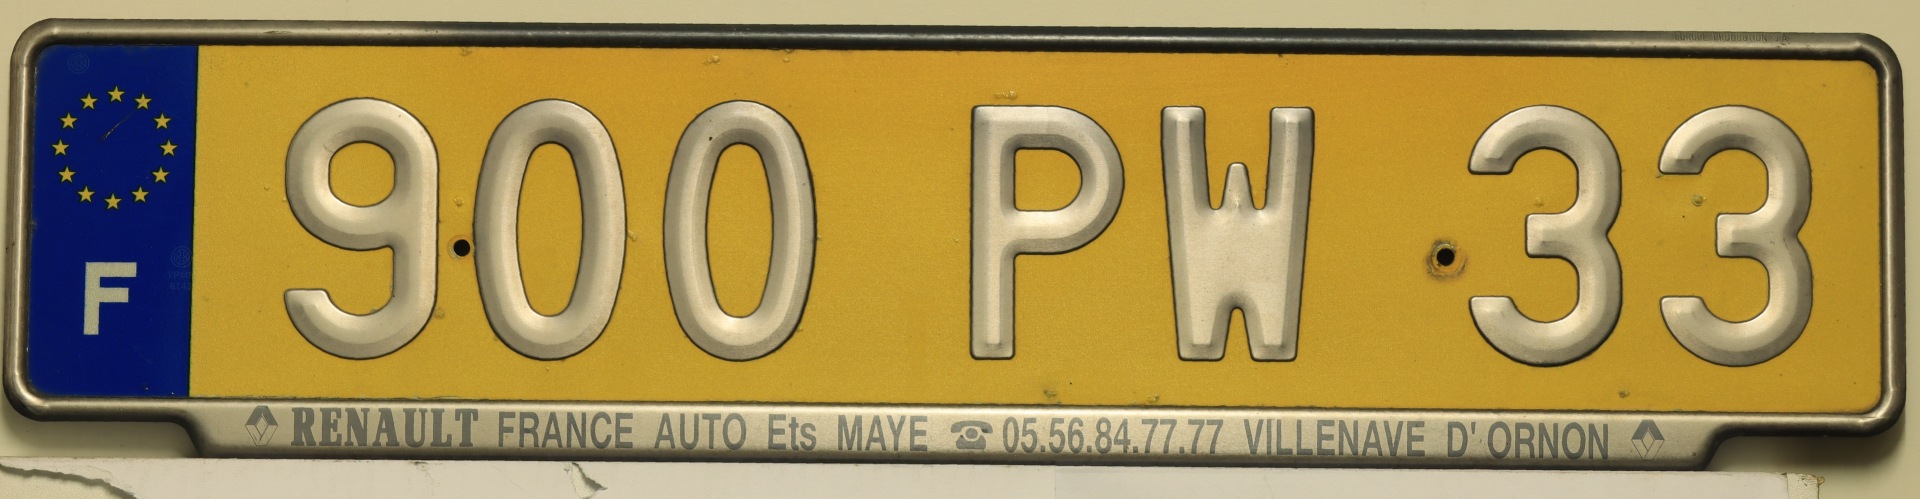 F
900 PW 33
RENAULT FRANCE AUTO Ets MAYE ☎ 05.56.84.77.77 VILLENAVE D'ORNON